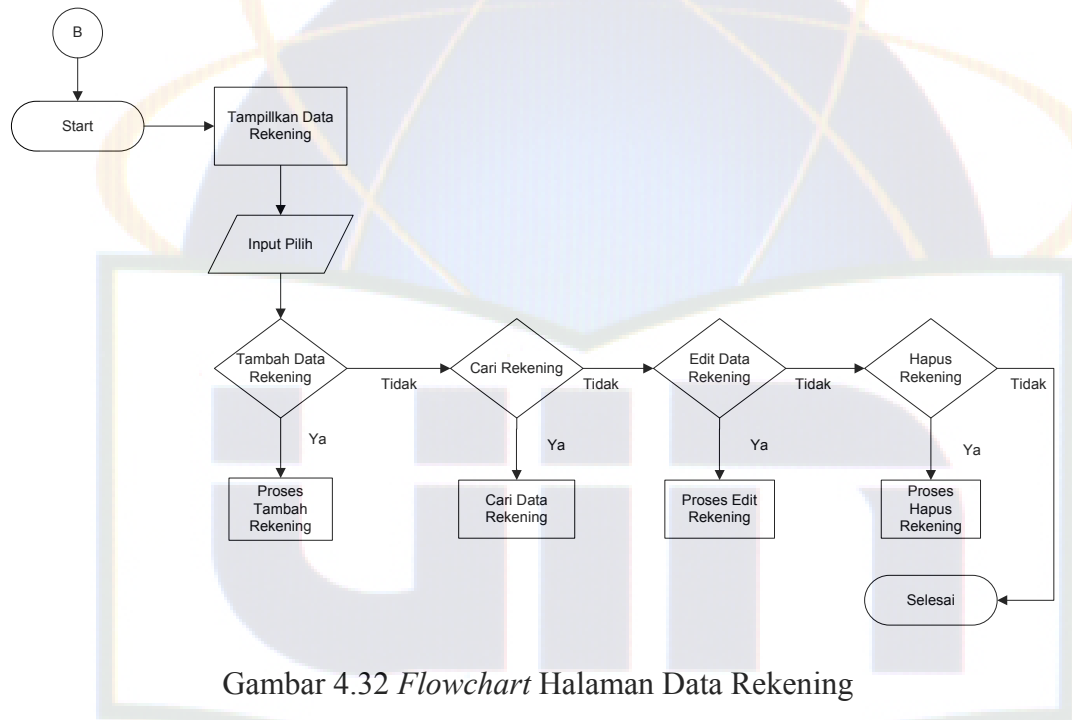 B
Start
Tampillkan Data
Rekening
Input Pilih
Tambah Data
Rekening
Tidak
Cari Rekening
Tidak
Edit Data
Rekening
Tidak
Hapus
Rekening
Tidak
Ya
Ya
Ya
Ya
Proses
Tambah
Rekening
Cari Data
Rekening
Proses Edit
Rekening
Proses
Hapus
Rekening
Selesai
Gambar 4.32 Flowchart Halaman Data Rekening